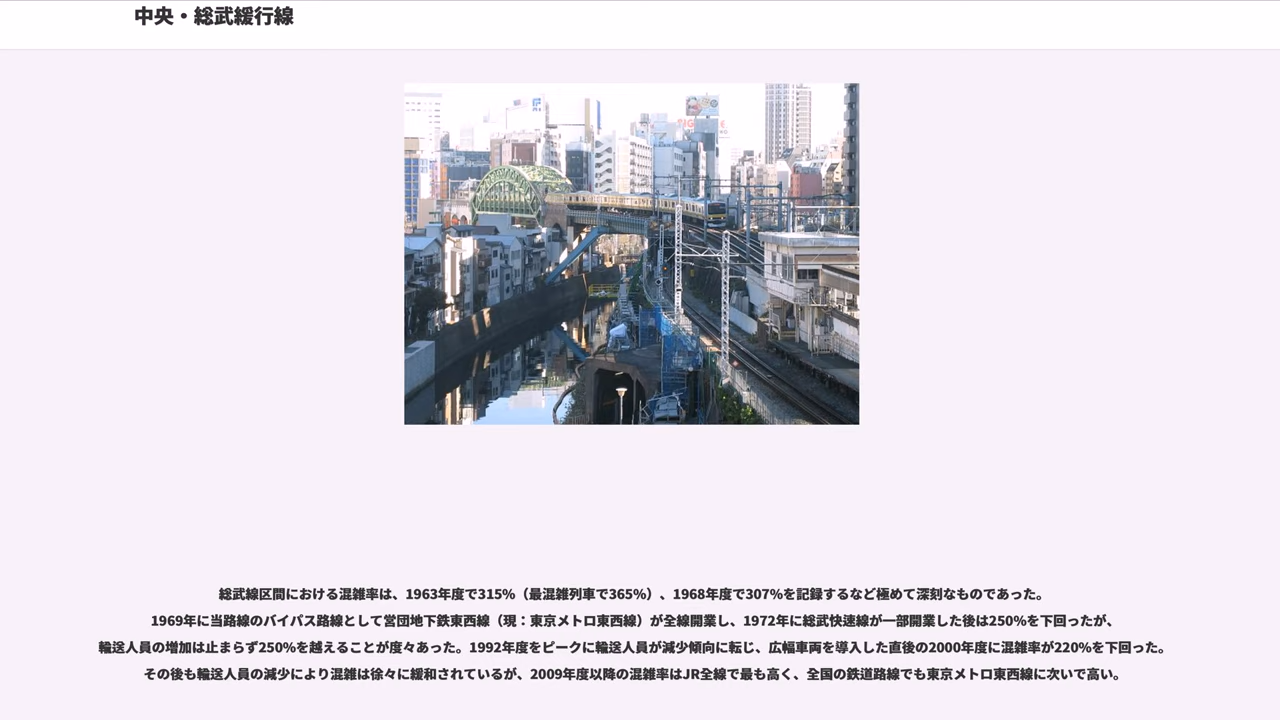 中央・総武緩行線
総武線区間における混雑率は、1963年度で315%（最混雑列車で365%）、1968年度で307%を記録するなど極めて深刻なものであった。
1969年に当路線のバイパス路線として営団地下鉄東西線（現：東京メトロ東西線）が全線開業し、1972年に総武快速線が一部開業した後は250%を下回ったが、
輸送人員の増加は止まらず250%を越えることが度々あった。1992年度をピークに輸送人員が減少傾向に転じ、広幅車両を導入した直後の2000年度に混雑率が220%を下回った。
その後も輸送人員の減少により混雑は徐々に緩和されているが、2009年度以降の混雑率はJR全線で最も高く、全国の鉄道路線でも東京メトロ東西線に次いで高い。